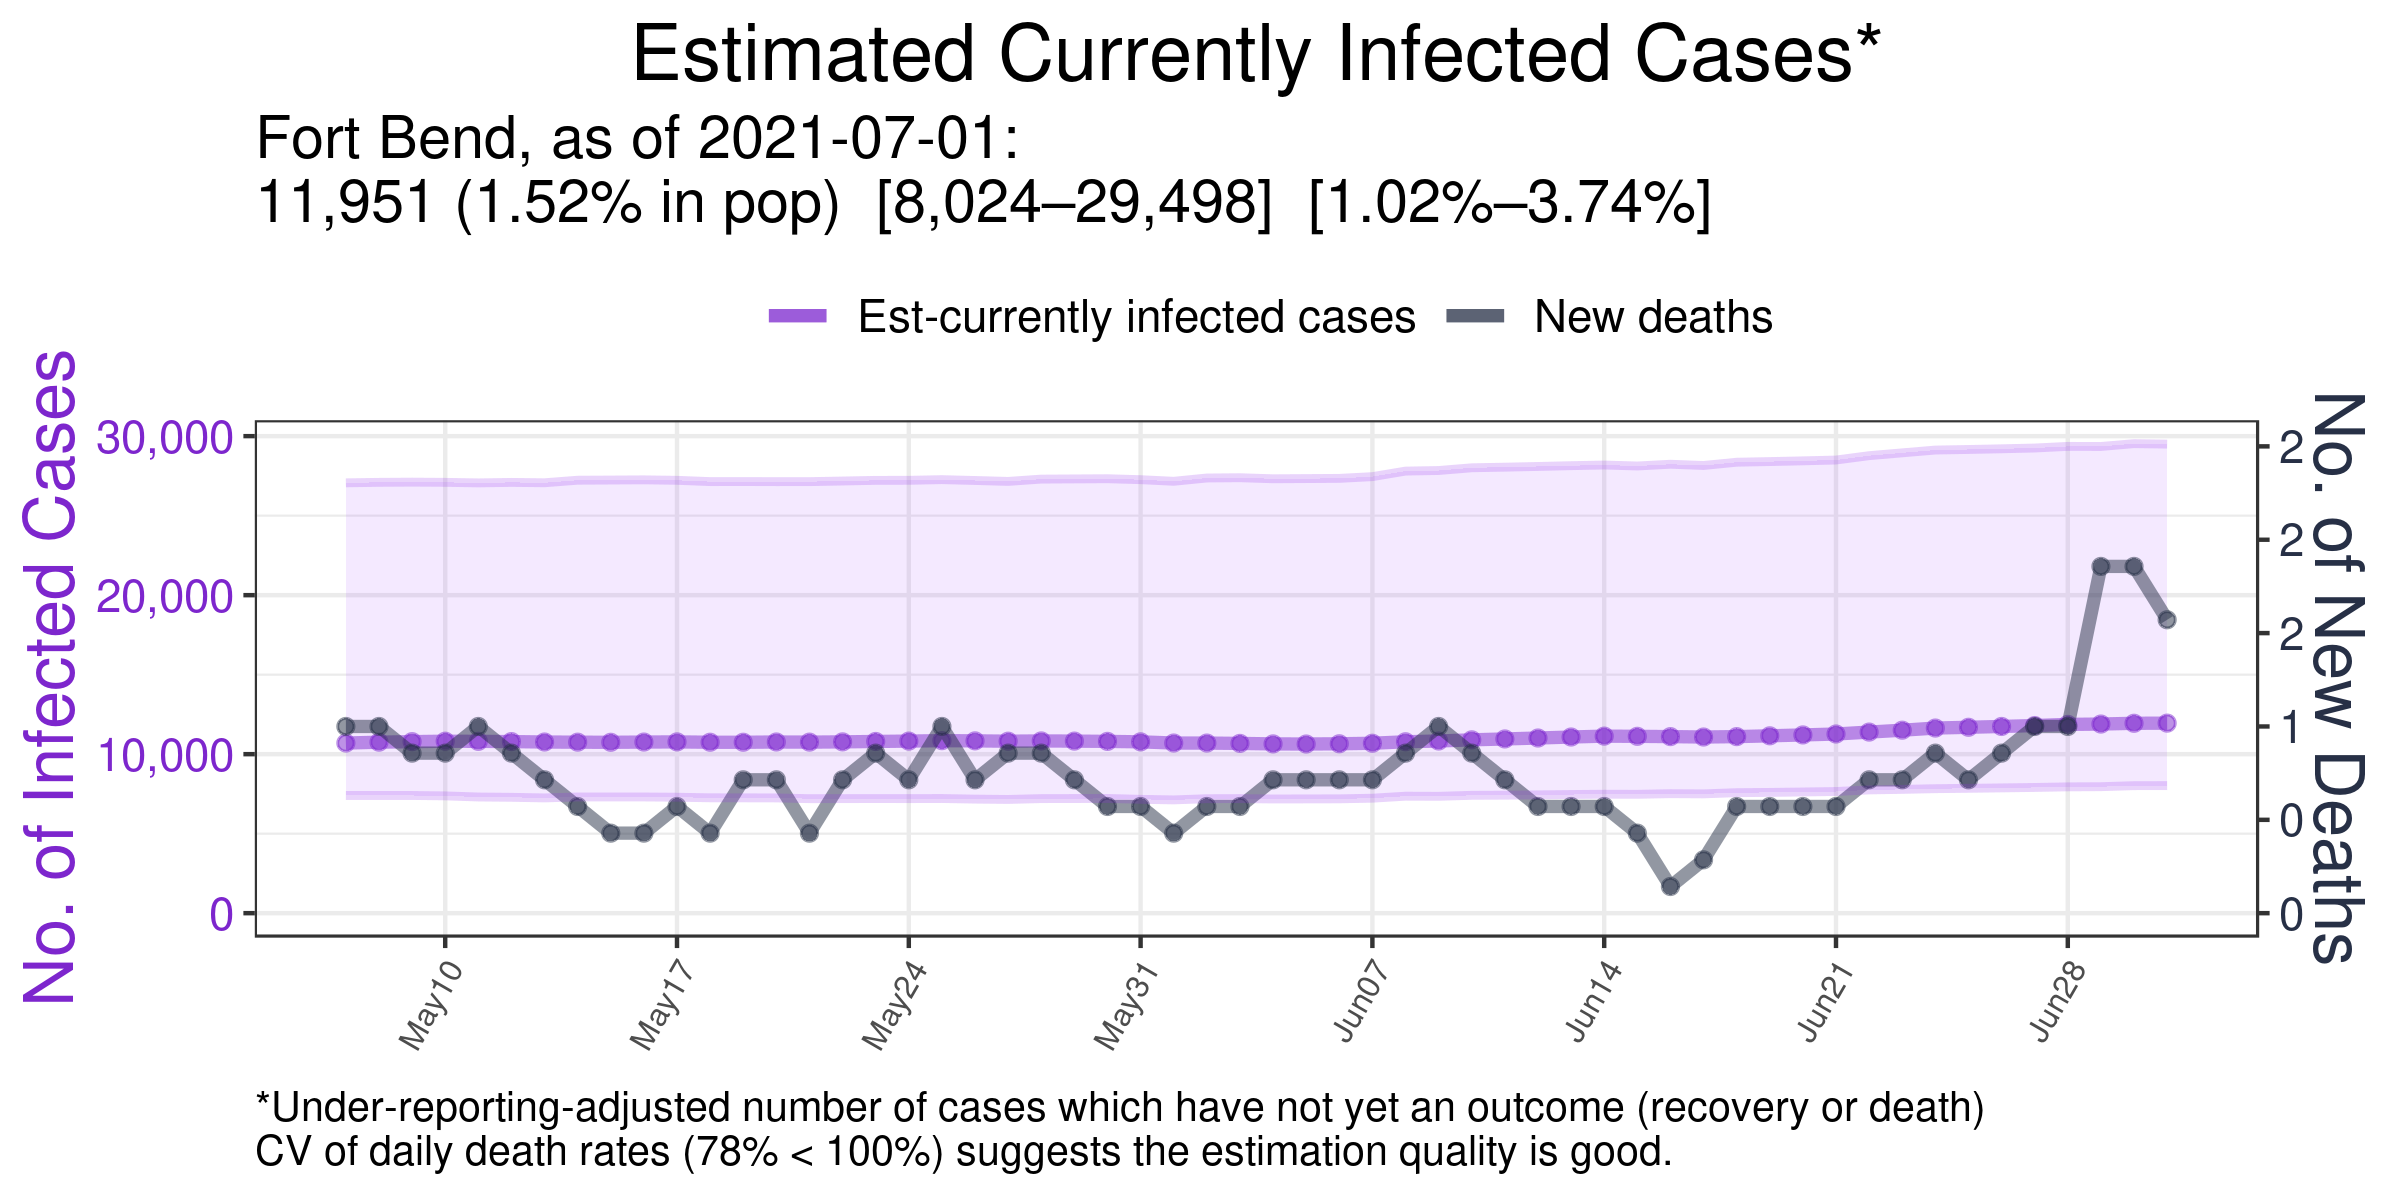 Estimated Currently Infected Cases*
Fort Bend, as of 2021-07-01:
11,951 (1.52% in pop) [8,024–29,498] [1.02%–3.74%]
Est-currently infected cases
New deaths
No. of Infected Cases
30,000
20,000
10,000
0
No. of New Deaths
2
2
2
1
0
0
May10
May17
May24
May31
Jun07
Jun14
Jun21
Jun28
*Under-reporting-adjusted number of cases which have not yet an outcome (recovery or death)
CV of daily death rates (78% < 100%) suggests the estimation quality is good.